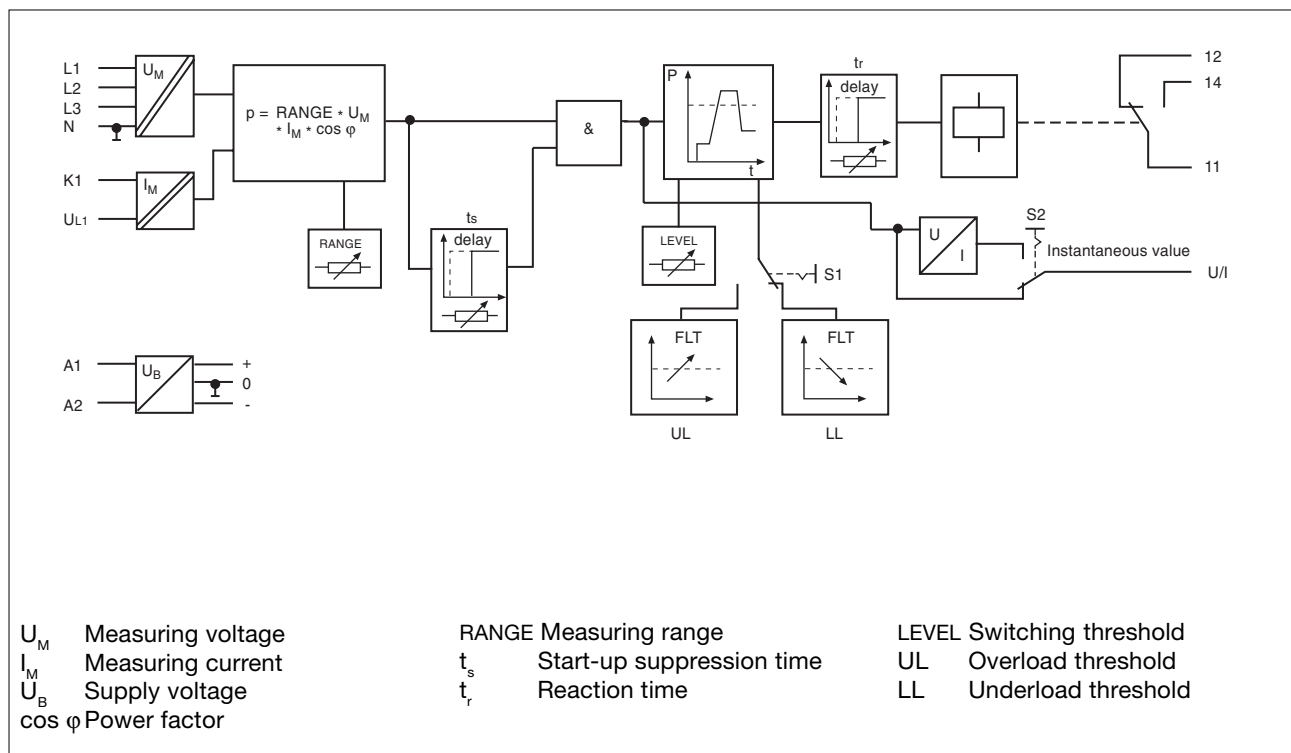 L1
L2
L3
N
U_M
K1
U_L1
I_M
p = RANGE * U_M
* I_M * cos φ
RANGE
t_s
delay
&
P
t
LEVEL
t_r
delay
12
14
11
S1
FLT
UL
FLT
LL
U
I
S2
Instantaneous value
U/I
A1
A2
U_B
+
0
-
U_M Measuring voltage
I_M Measuring current
U_B Supply voltage
cos φ Power factor
RANGE Measuring range
t_s Start-up suppression time
t_r Reaction time
LEVEL Switching threshold
UL Overload threshold
LL Underload threshold